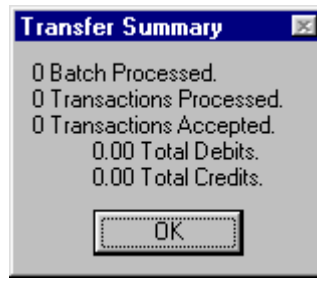 Transfer Summary
0 Batch Processed.
0 Transactions Processed.
0 Transactions Accepted.
0.00 Total Debits.
0.00 Total Credits.
OK